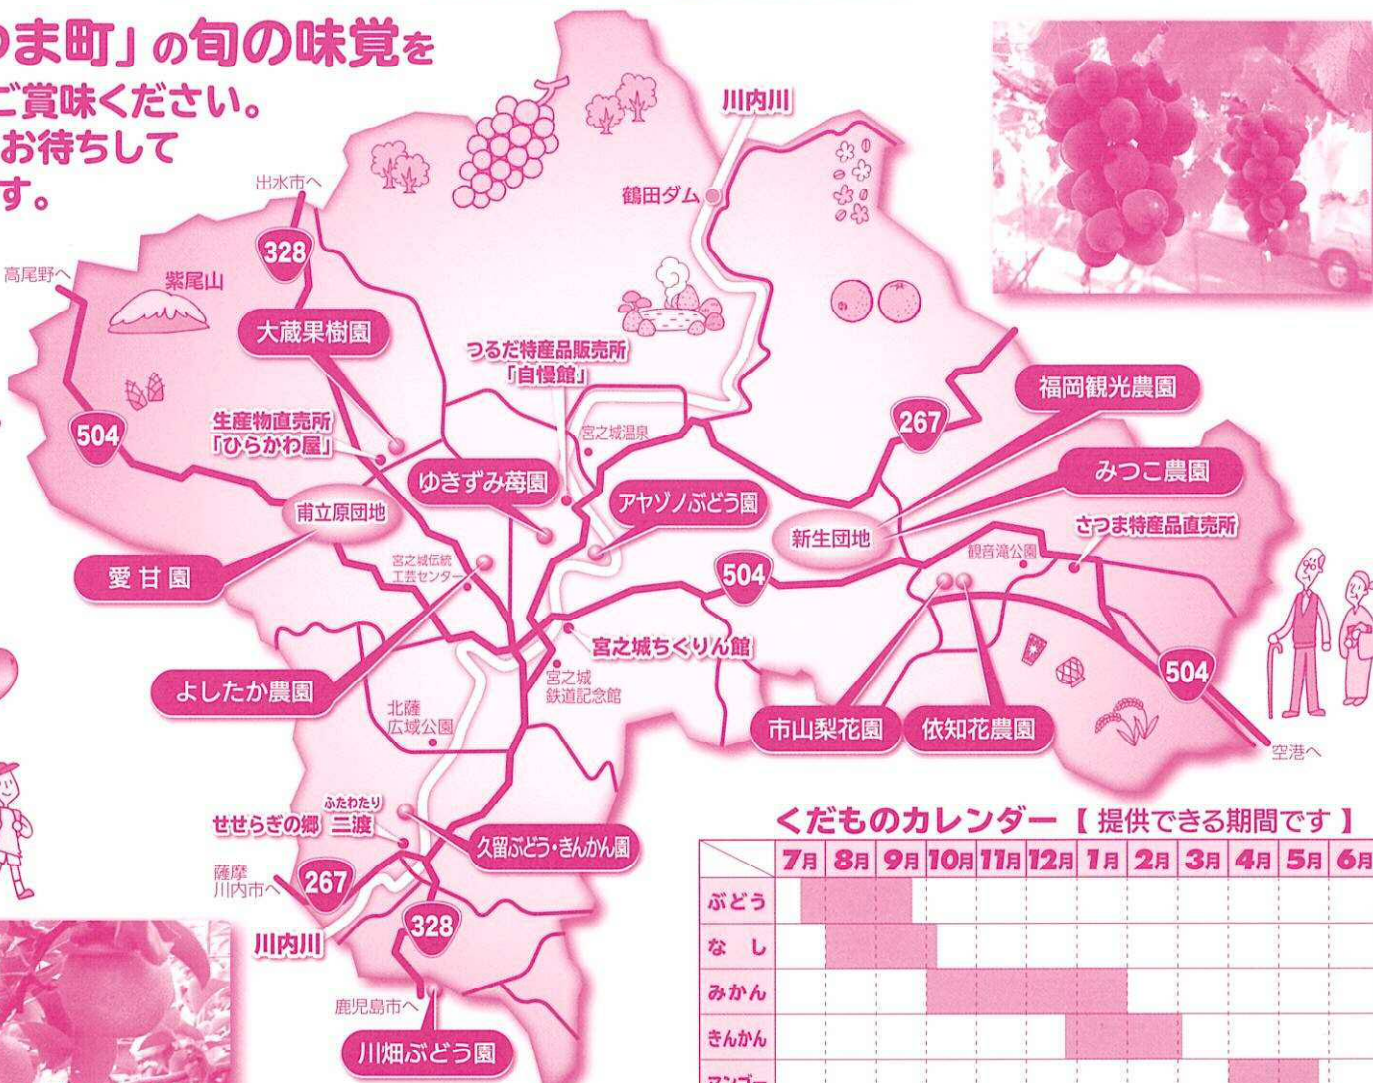 ま町」の旬の味覚を
ご賞味ください。
お待ちして
す。
川内川
出水市へ
鶴田ダム
328
高尾野へ
紫尾山
大蔵果樹園
つるだ特産品販売所
「自慢館」
福岡観光農園
267
504
生産物直売所
「ひらかわ屋」
宮之城温泉
みつこ農園
ゆきずみ苺園
アヤゾノぶどう園
甫立原団地
新生団地
さつま特産品直売所
観音滝公園
宮之城伝統
工芸センター
愛甘園
504
宮之城ちくりん館
宮之城
鉄道記念館
504
よしたか農園
北薩
広域公園
市山梨花園
依知花農園
空港へ
ふたわたり
せせらぎの郷 二渡
久留ぶどう・きんかん園
薩摩
川内市へ
267
328
川内川
鹿児島市へ
川畑ぶどう園
くだものカレンダー【 提供できる期間です 】
7月 8月 9月 10月 11月 12月 1月 2月 3月 4月 5月 6月
ぶどう
なし
みかん
きんかん
マンゴー